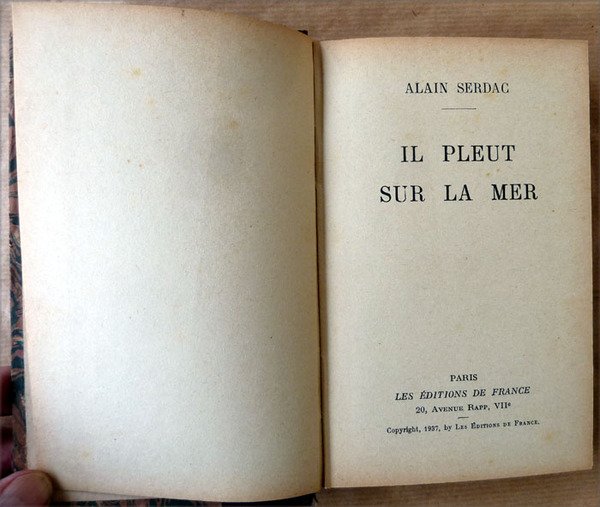 ALAIN SERDAC
IL PLEUT
SUR LA MER
PARIS
LES ÉDITIONS DE FRANCE
20, AVENUE RAPP, VIIe
Copyright, 1937, by LES ÉDITIONS DE FRANCE.